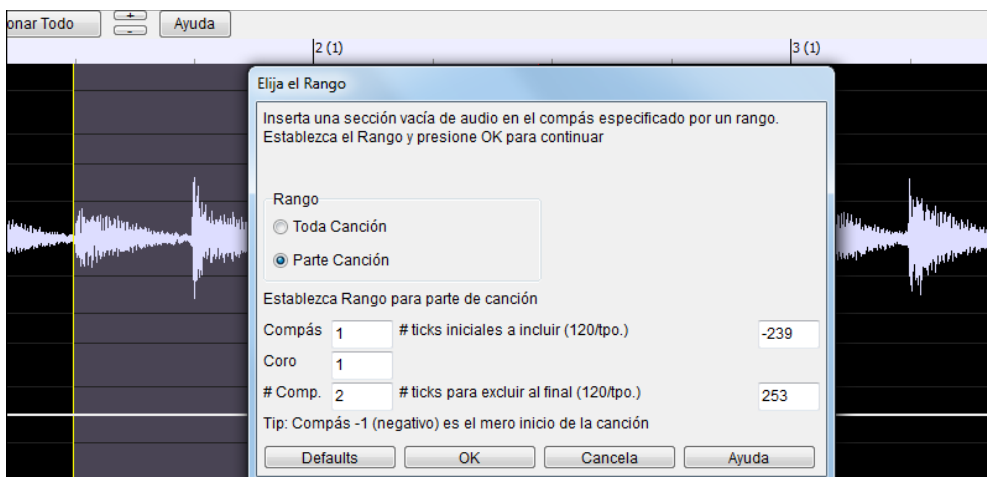 onar Todo + - Ayuda
2 (1) 3 (1)
Elija el Rango
Inserta una sección vacía de audio en el compás especificado por un rango.
Establezca el Rango y presione OK para continuar
Rango
Toda Canción
Parte Canción
Establezca Rango para parte de canción
Compás 1 # ticks iniciales a incluir (120/tpo.) -239
Coro 1
# Comp. 2 # ticks para excluir al final (120/tpo.) 253
Tip: Compás -1 (negativo) es el mero inicio de la canción
Defaults OK Cancela Ayuda